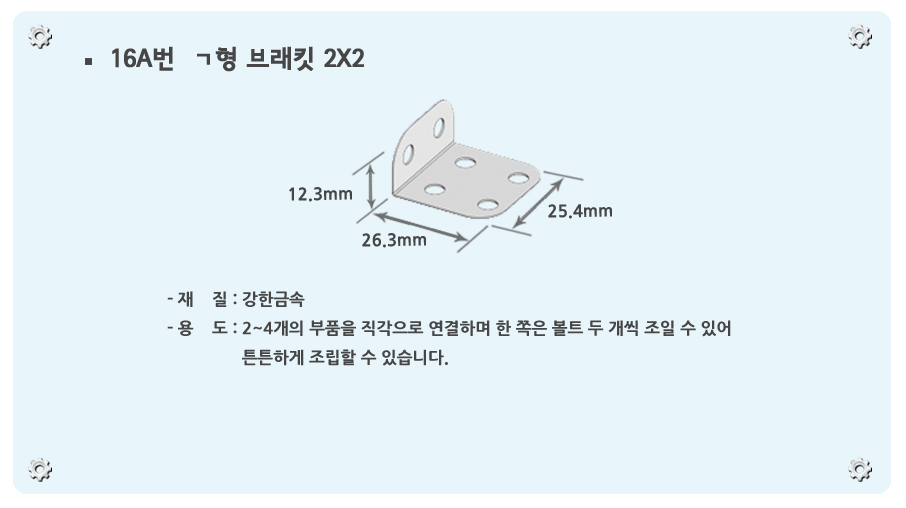 ▪ 16A번 ㄱ형 브래킷 2X2
12.3mm
25.4mm
26.3mm
- 재 질 : 강한금속
- 용 도 : 2~4개의 부품을 직각으로 연결하며 한 쪽은 볼트 두 개씩 조일 수 있어
튼튼하게 조립할 수 있습니다.